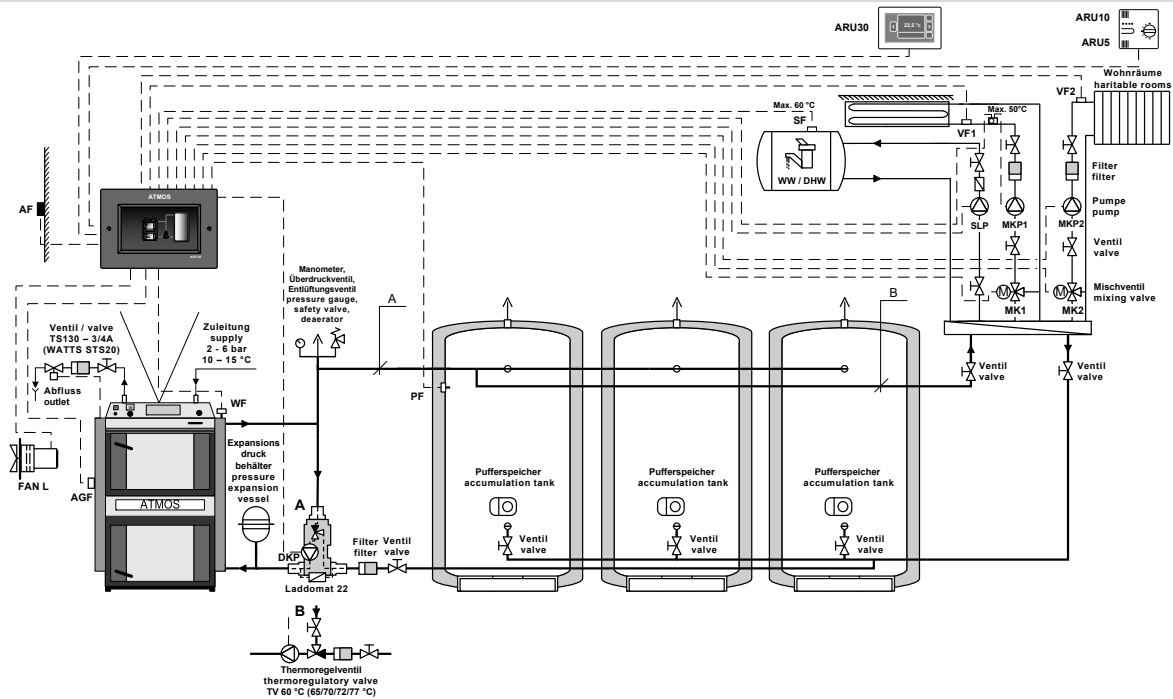 ARU30
22,5 °C
ARU10
ARU5
Wohnräume
haritable rooms
VF2
Max. 60 °C
SF
Max. 50°C
VF1
WW / DHW
Filter
filter
Pumpe
pump
SLP
MKP1
MKP2
Ventil
valve
Mischventil
mixing valve
M
M
MK1
MK2
AF
ATMOS
Manometer,
Überdruckventil,
Entlüftungsventil
pressure gauge,
safety valve,
deaerator
A
B
Ventil / valve
TS130 – 3/4A
(WATTS STS20)
Zuleitung
supply
2 - 6 bar
10 – 15 °C
Abfluss
outlet
WF
PF
Ventil
valve
Ventil
valve
FAN L
AGF
ATMOS
Expansions
druck
behälter
pressure
expansion
vessel
A
DKP
Laddomat 22
Filter
filter
Ventil
valve
Pufferspeicher
accumulation tank
Pufferspeicher
accumulation tank
Pufferspeicher
accumulation tank
Ventil
valve
Ventil
valve
Ventil
valve
B
Thermoregelventil
thermoregulatory valve
TV 60 °C (65/70/72/77 °C)